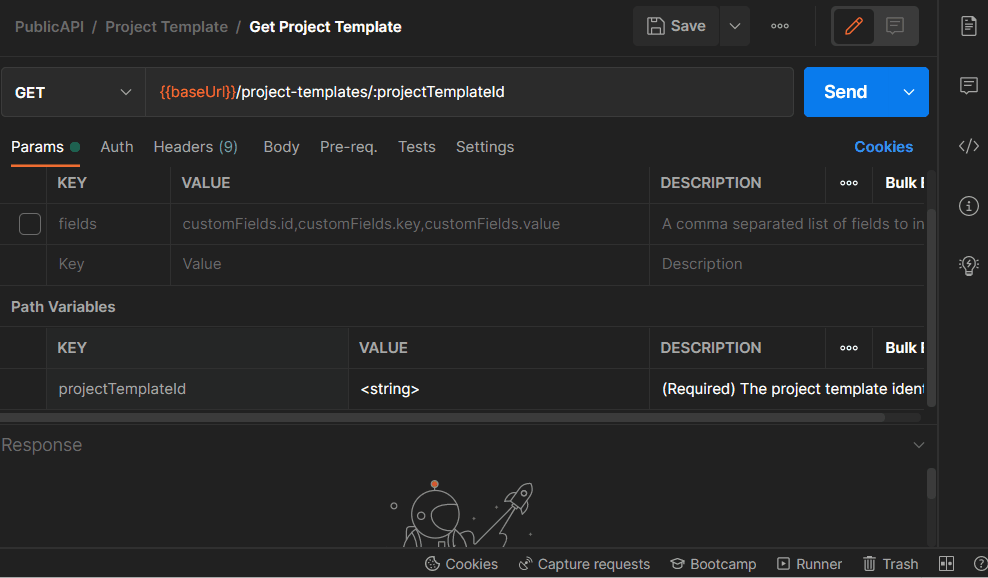 PublicAPI / Project Template / Get Project Template
Save
GET
{{baseUrl}}/project-templates/:projectTemplateId
Send
Params Auth Headers (9) Body Pre-req. Tests Settings Cookies
KEY VALUE DESCRIPTION Bulk
fields customFields.id,customFields.key,customFields.value A comma separated list of fields to in
Key Value Description
Path Variables
KEY VALUE DESCRIPTION Bulk
projectTemplateId <string> (Required) The project template ident
Response
Cookies Capture requests Bootcamp Runner Trash